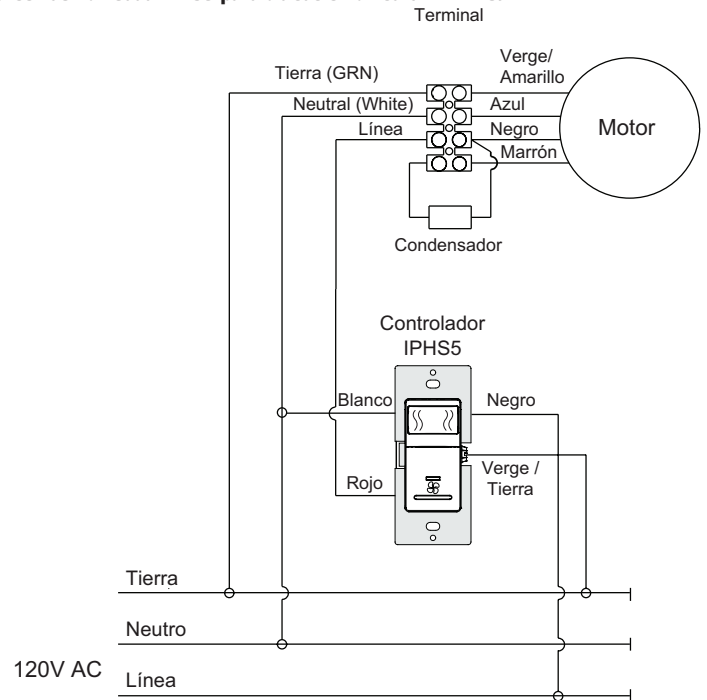 Terminal
Tierra (GRN)
Verge/
Amarillo
Neutral (White)
Azul
Línea
Negro
Motor
Marrón
Condensador
Controlador
IPHS5
Blanco
Negro
Rojo
Verge /
Tierra
Tierra
Neutro
120V AC
Línea